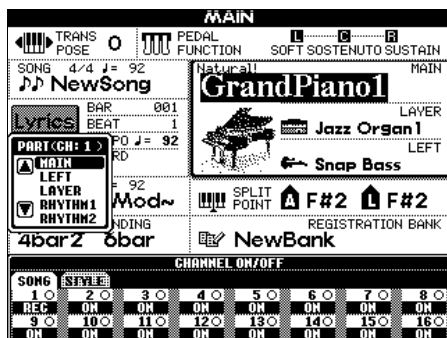 MAIN
TRANS POSE 0
PEDAL FUNCTION
L C R
SOFT SOSTENUTO SUSTAIN
SONG 4/4 ♩= 92
NewSong
Natural! MAIN
GrandPiano1
LAYER
Jazz Organ1
LEFT
Snap Bass
Lyrics
BAR 001
BEAT 1
PO ♩= 92
RD
PART(CH: 1)
MAIN
LEFT
LAYER
RHYTHM1
RHYTHM2
= 92
Mod~
SPLIT POINT A F#2 L F#2
NDING
4bar2 6bar
REGISTRATION BANK
NewBank
CHANNEL ON/OFF
SONG STYLE
1 2 3 4 5 6 7 8
REC ON ON ON ON ON ON ON
9 10 11 12 13 14 15 16
ON ON ON ON ON ON ON ON